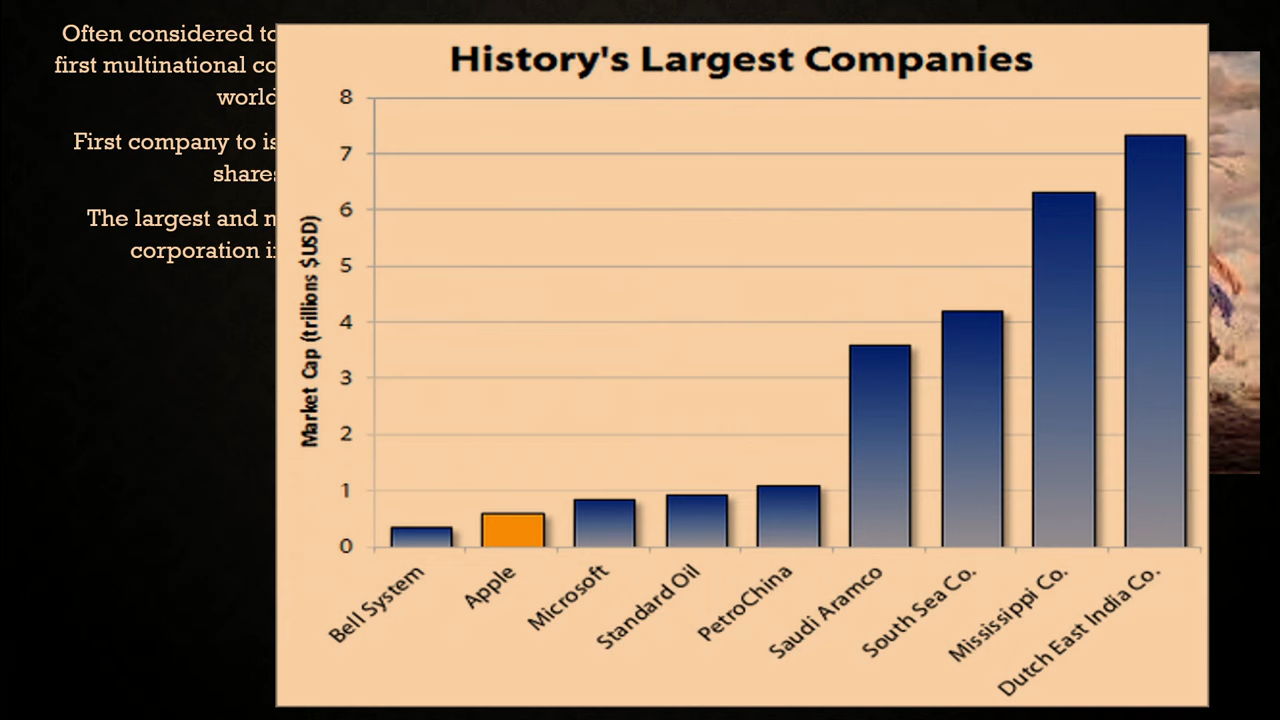 Often considered to
first multinational co
world
First company to is
shares
The largest and
corporation
History's Largest Companies
8
7
6
5
4
3
2
1
0
Market Cap (trillions $USD)
Bell System
Apple
Microsoft
Standard Oil
PetroChina
Saudi Aramco
South Sea Co.
Mississippi Co.
Dutch East India Co.